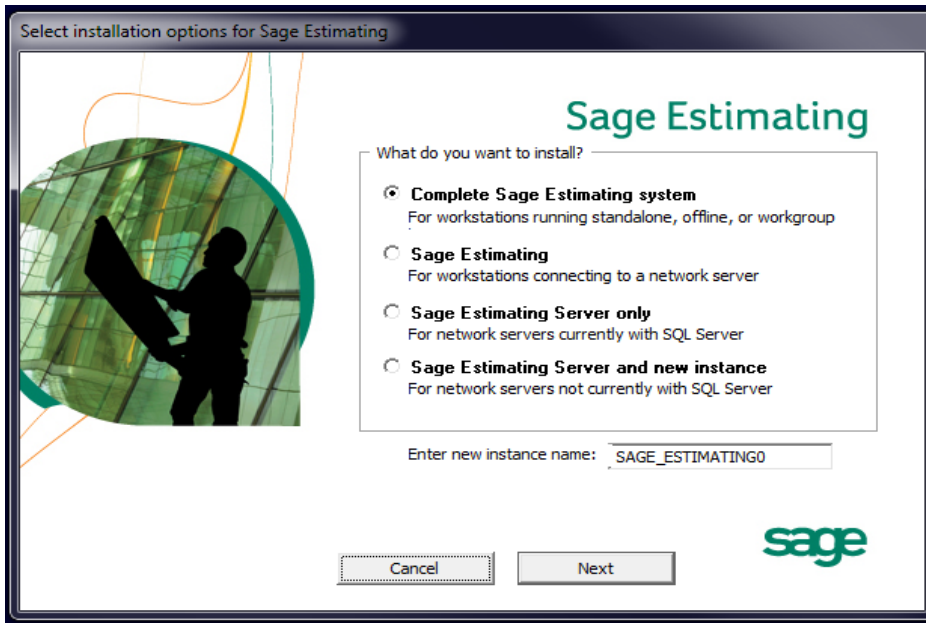 Select installation options for Sage Estimating
Sage Estimating
What do you want to install?
Complete Sage Estimating system
For workstations running standalone, offline, or workgroup
Sage Estimating
For workstations connecting to a network server
Sage Estimating Server only
For network servers currently with SQL Server
Sage Estimating Server and new instance
For network servers not currently with SQL Server
Enter new instance name: SAGE_ESTIMATING0
sage
Cancel Next